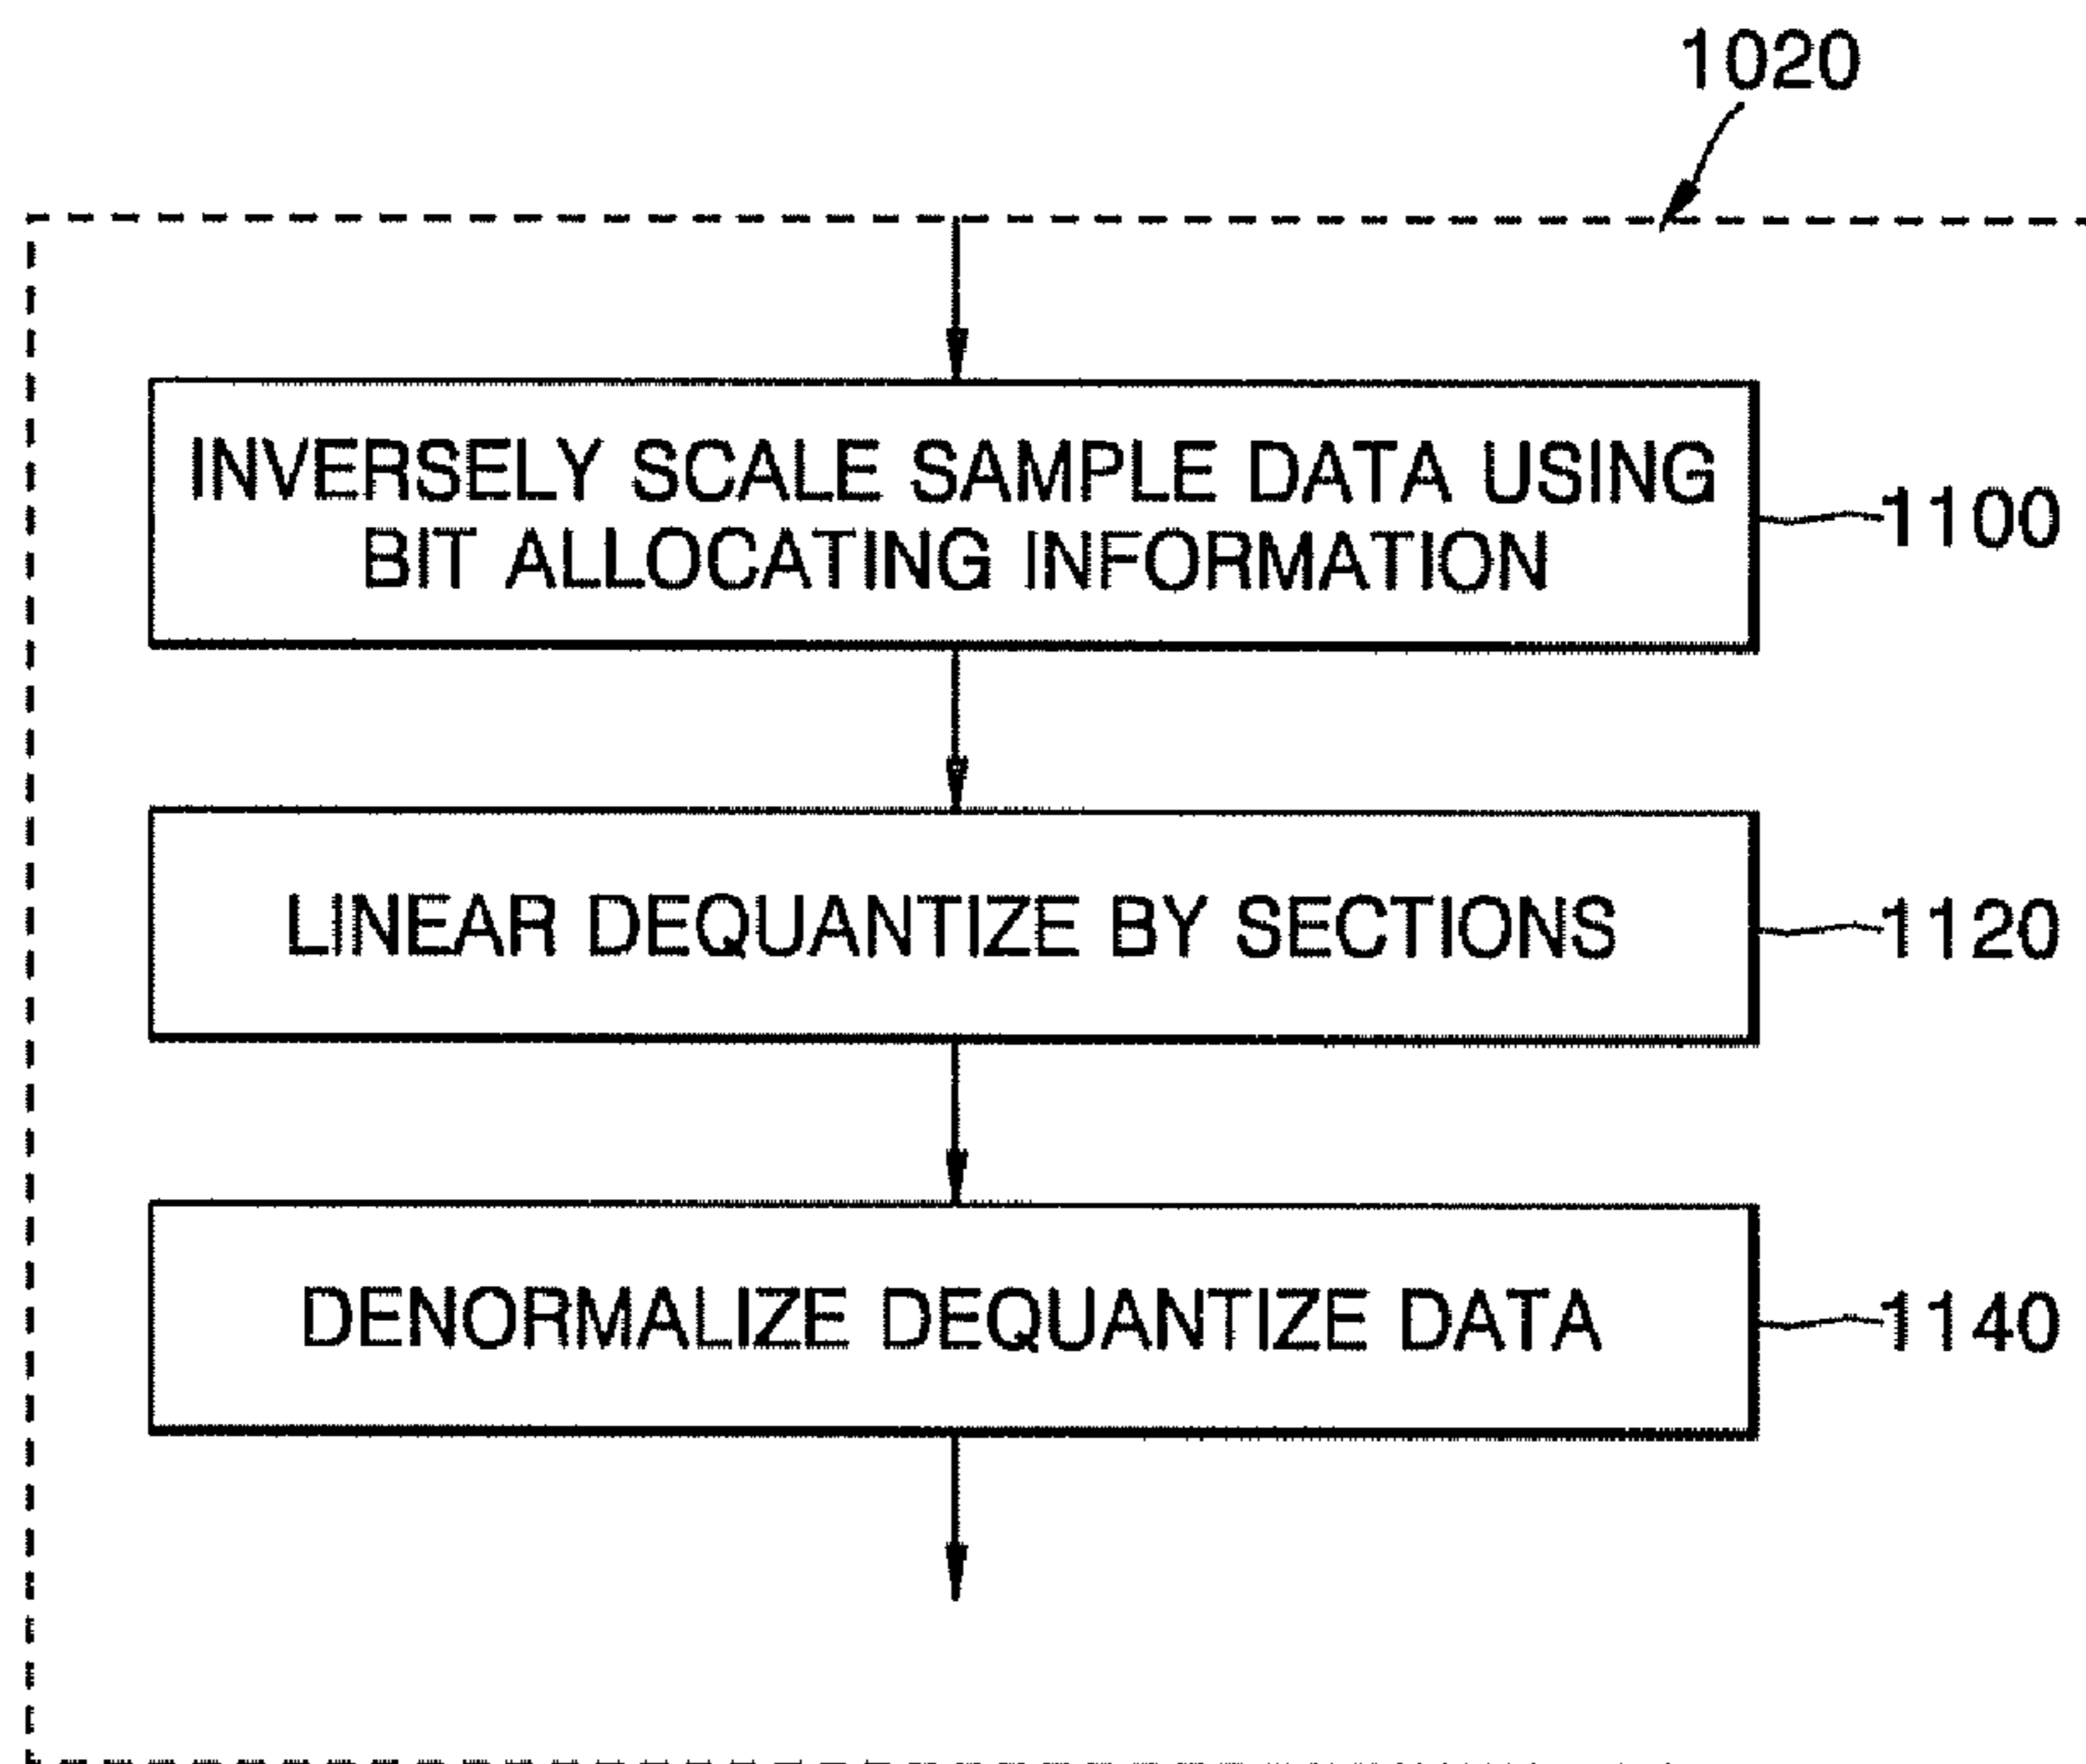 1020
INVERSELY SCALE SAMPLE DATA USING
BIT ALLOCATING INFORMATION
1100
LINEAR DEQUANTIZE BY SECTIONS
1120
DENORMALIZE DEQUANTIZE DATA
1140